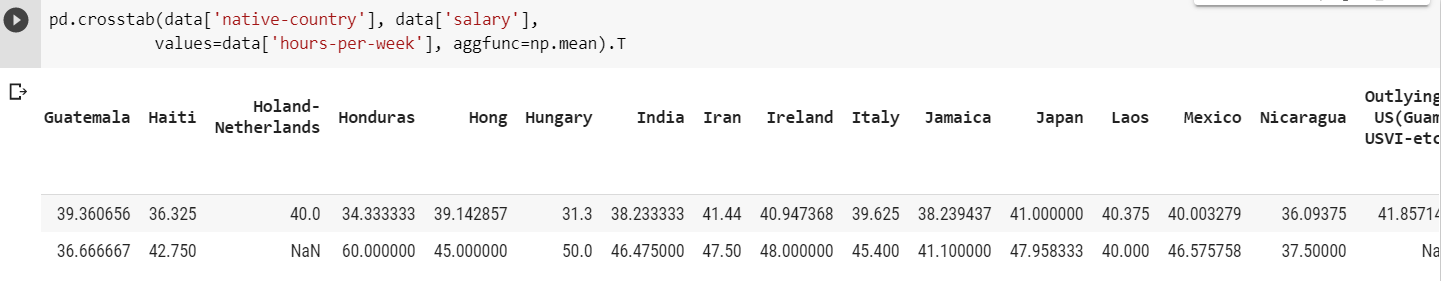 pd.crosstab(data['native-country'], data['salary'],
values=data['hours-per-week'], aggfunc=np.mean).T
Guatemala Haiti Holand-Netherlands Honduras Hong Hungary India Iran Ireland Italy Jamaica Japan Laos Mexico Nicaragua Outlying US(Guam USVI-etc
39.360656 36.325 40.0 34.333333 39.142857 31.3 38.233333 41.44 40.947368 39.625 38.239437 41.000000 40.375 40.003279 36.09375 41.85714
36.666667 42.750 NaN 60.000000 45.000000 50.0 46.475000 47.50 48.000000 45.400 41.100000 47.958333 40.000 46.575758 37.50000 Na